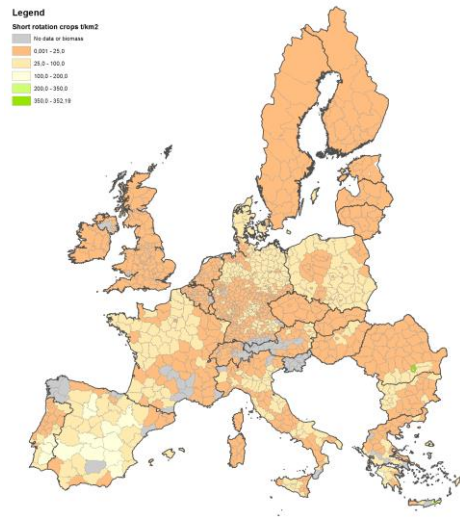 Legend
Short rotation crops t/km2
No data or biomass
0,001 - 25,0
25,0 - 100,0
100,0 - 200,0
200,0 - 350,0
350,0 - 352,19